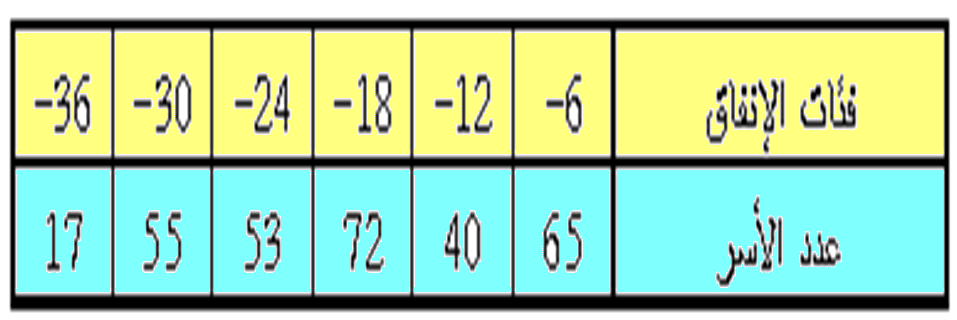 فئات الإنفاق 6- 12- 18- 24- 30- 36-
عدد الأسر 65 40 72 53 55 17